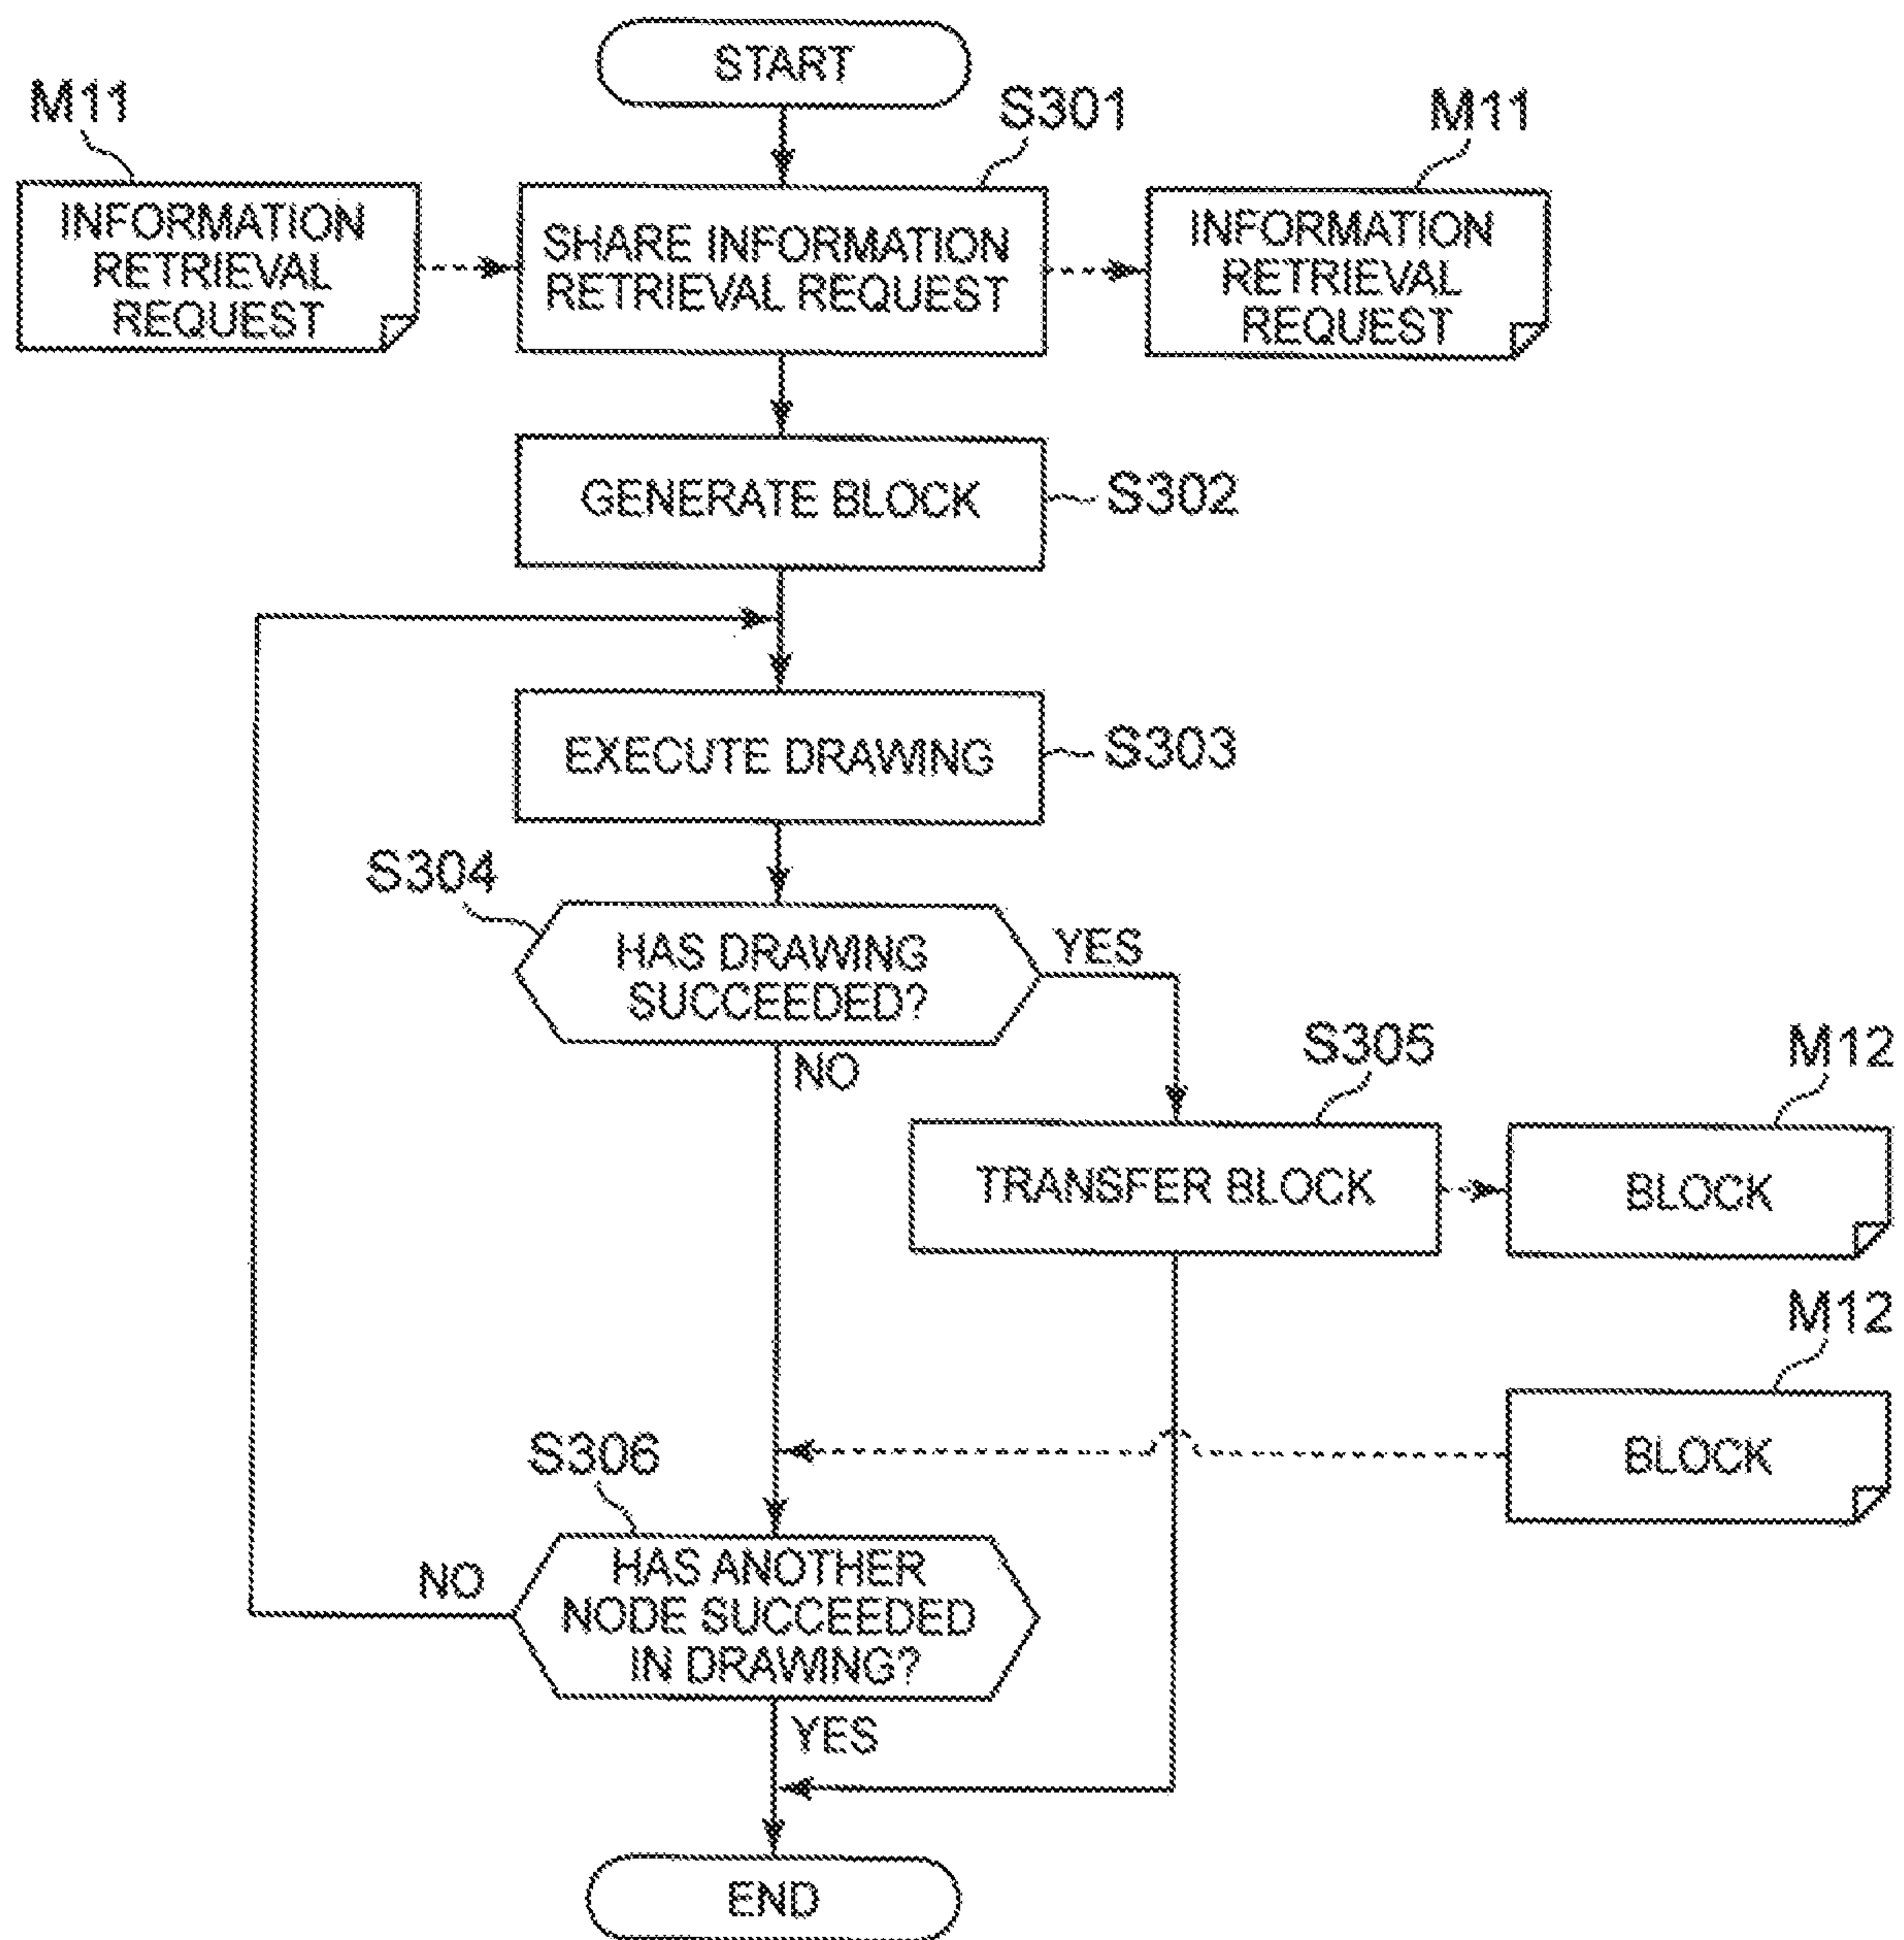 START
M11
S301
M11
INFORMATION
RETRIEVAL
REQUEST
SHARE INFORMATION
RETRIEVAL REQUEST
INFORMATION
RETRIEVAL
REQUEST
GENERATE BLOCK
S302
EXECUTE DRAWING
S303
S304
HAS DRAWING
SUCCEEDED?
YES
NO
S305
M12
TRANSFER BLOCK
BLOCK
M12
BLOCK
S306
NO
HAS ANOTHER
NODE SUCCEEDED
IN DRAWING?
YES
END